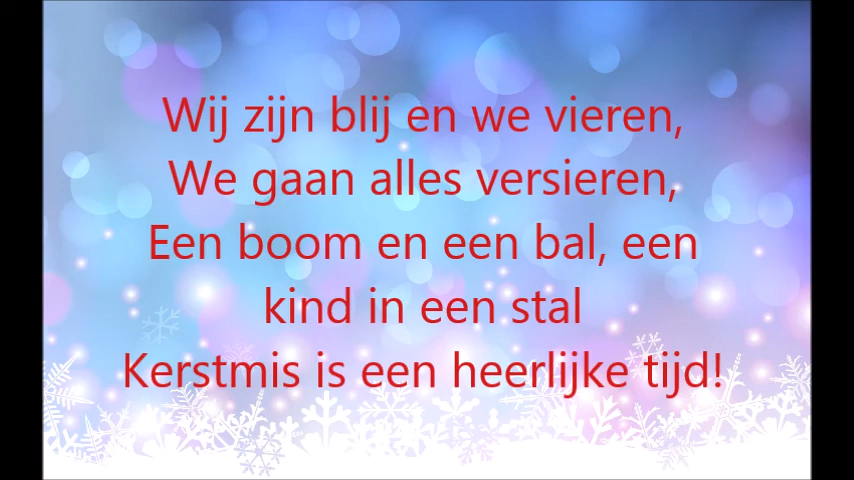 Wij zijn blij en we vieren,
We gaan alles versieren,
Een boom en een bal, een
kind in een stal
Kerstmis is een heerlijke tijd!